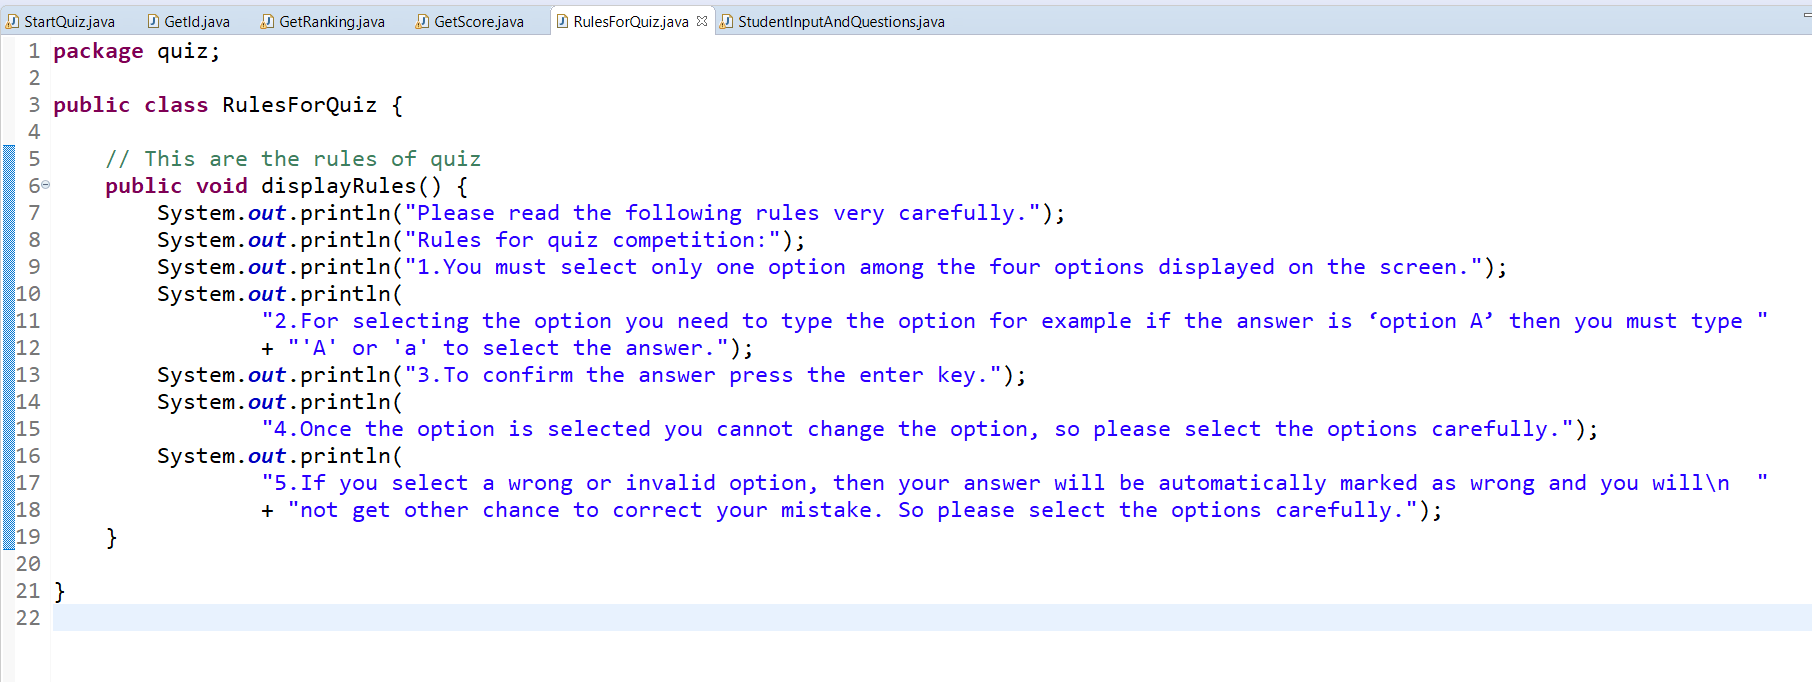 StartQuiz.java GetId.java GetRanking.java GetScore.java RulesForQuiz.java StudentInputAndQuestions.java
1 package quiz;
2
3 public class RulesForQuiz {
4
5     // This are the rules of quiz
6     public void displayRules() {
7         System.out.println("Please read the following rules very carefully.");
8         System.out.println("Rules for quiz competition:");
9         System.out.println("1.You must select only one option among the four options displayed on the screen.");
10         System.out.println(
11                 "2.For selecting the option you need to type the option for example if the answer is ‘option A’ then you must type "
12                 + "'A' or 'a' to select the answer.");
13         System.out.println("3.To confirm the answer press the enter key.");
14         System.out.println(
15                 "4.Once the option is selected you cannot change the option, so please select the options carefully.");
16         System.out.println(
17                 "5.If you select a wrong or invalid option, then your answer will be automatically marked as wrong and you will\n  "
18                 + "not get other chance to correct your mistake. So please select the options carefully.");
19     }
20
21 }
22